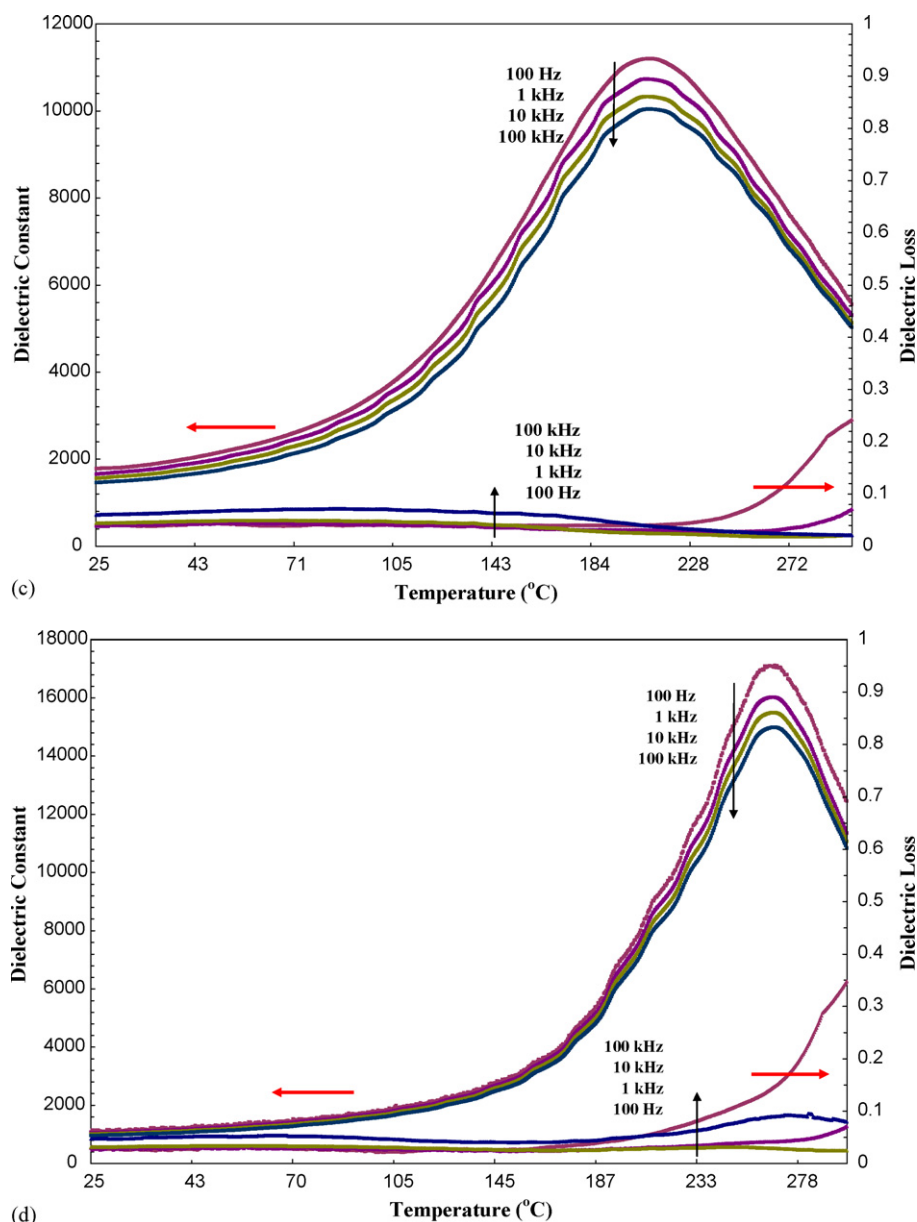 12000
10000
8000
6000
4000
2000
0
Dielectric Constant
1
0.9
0.8
0.7
0.6
0.5
0.4
0.3
0.2
0.1
0
Dielectric Loss
100 Hz
1 kHz
10 kHz
100 kHz
100 kHz
10 kHz
1 kHz
100 Hz
25 43 71 105 143 184 228 272
Temperature (°C)
(c)
18000
16000
14000
12000
10000
8000
6000
4000
2000
0
Dielectric Constant
1
0.9
0.8
0.7
0.6
0.5
0.4
0.3
0.2
0.1
0
Dielectric Loss
100 Hz
1 kHz
10 kHz
100 kHz
100 kHz
10 kHz
1 kHz
100 Hz
25 43 70 105 145 187 233 278
Temperature (°C)
(d)